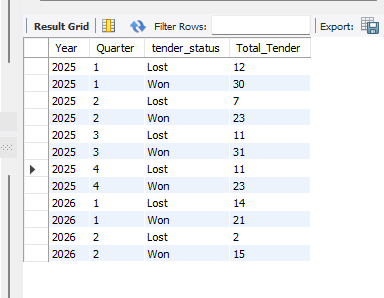 Result Grid Filter Rows: Export:
Year Quarter tender_status Total_Tender
2025 1 Lost 12
2025 1 Won 30
2025 2 Lost 7
2025 2 Won 23
2025 3 Lost 11
2025 3 Won 31
2025 4 Lost 11
2025 4 Won 23
2026 1 Lost 14
2026 1 Won 21
2026 2 Lost 2
2026 2 Won 15